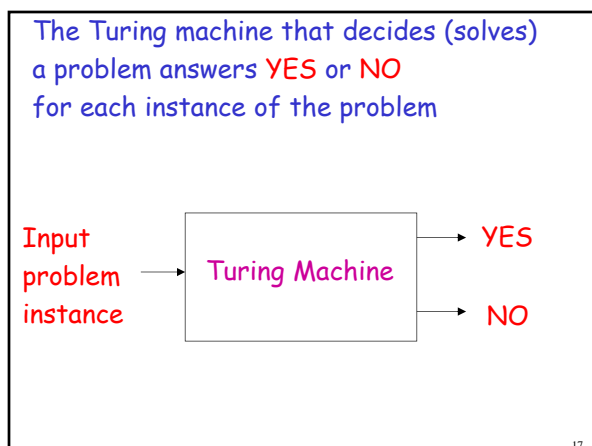 The Turing machine that decides (solves)
a problem answers YES or NO
for each instance of the problem
Input
problem
instance
Turing Machine
YES
NO
17